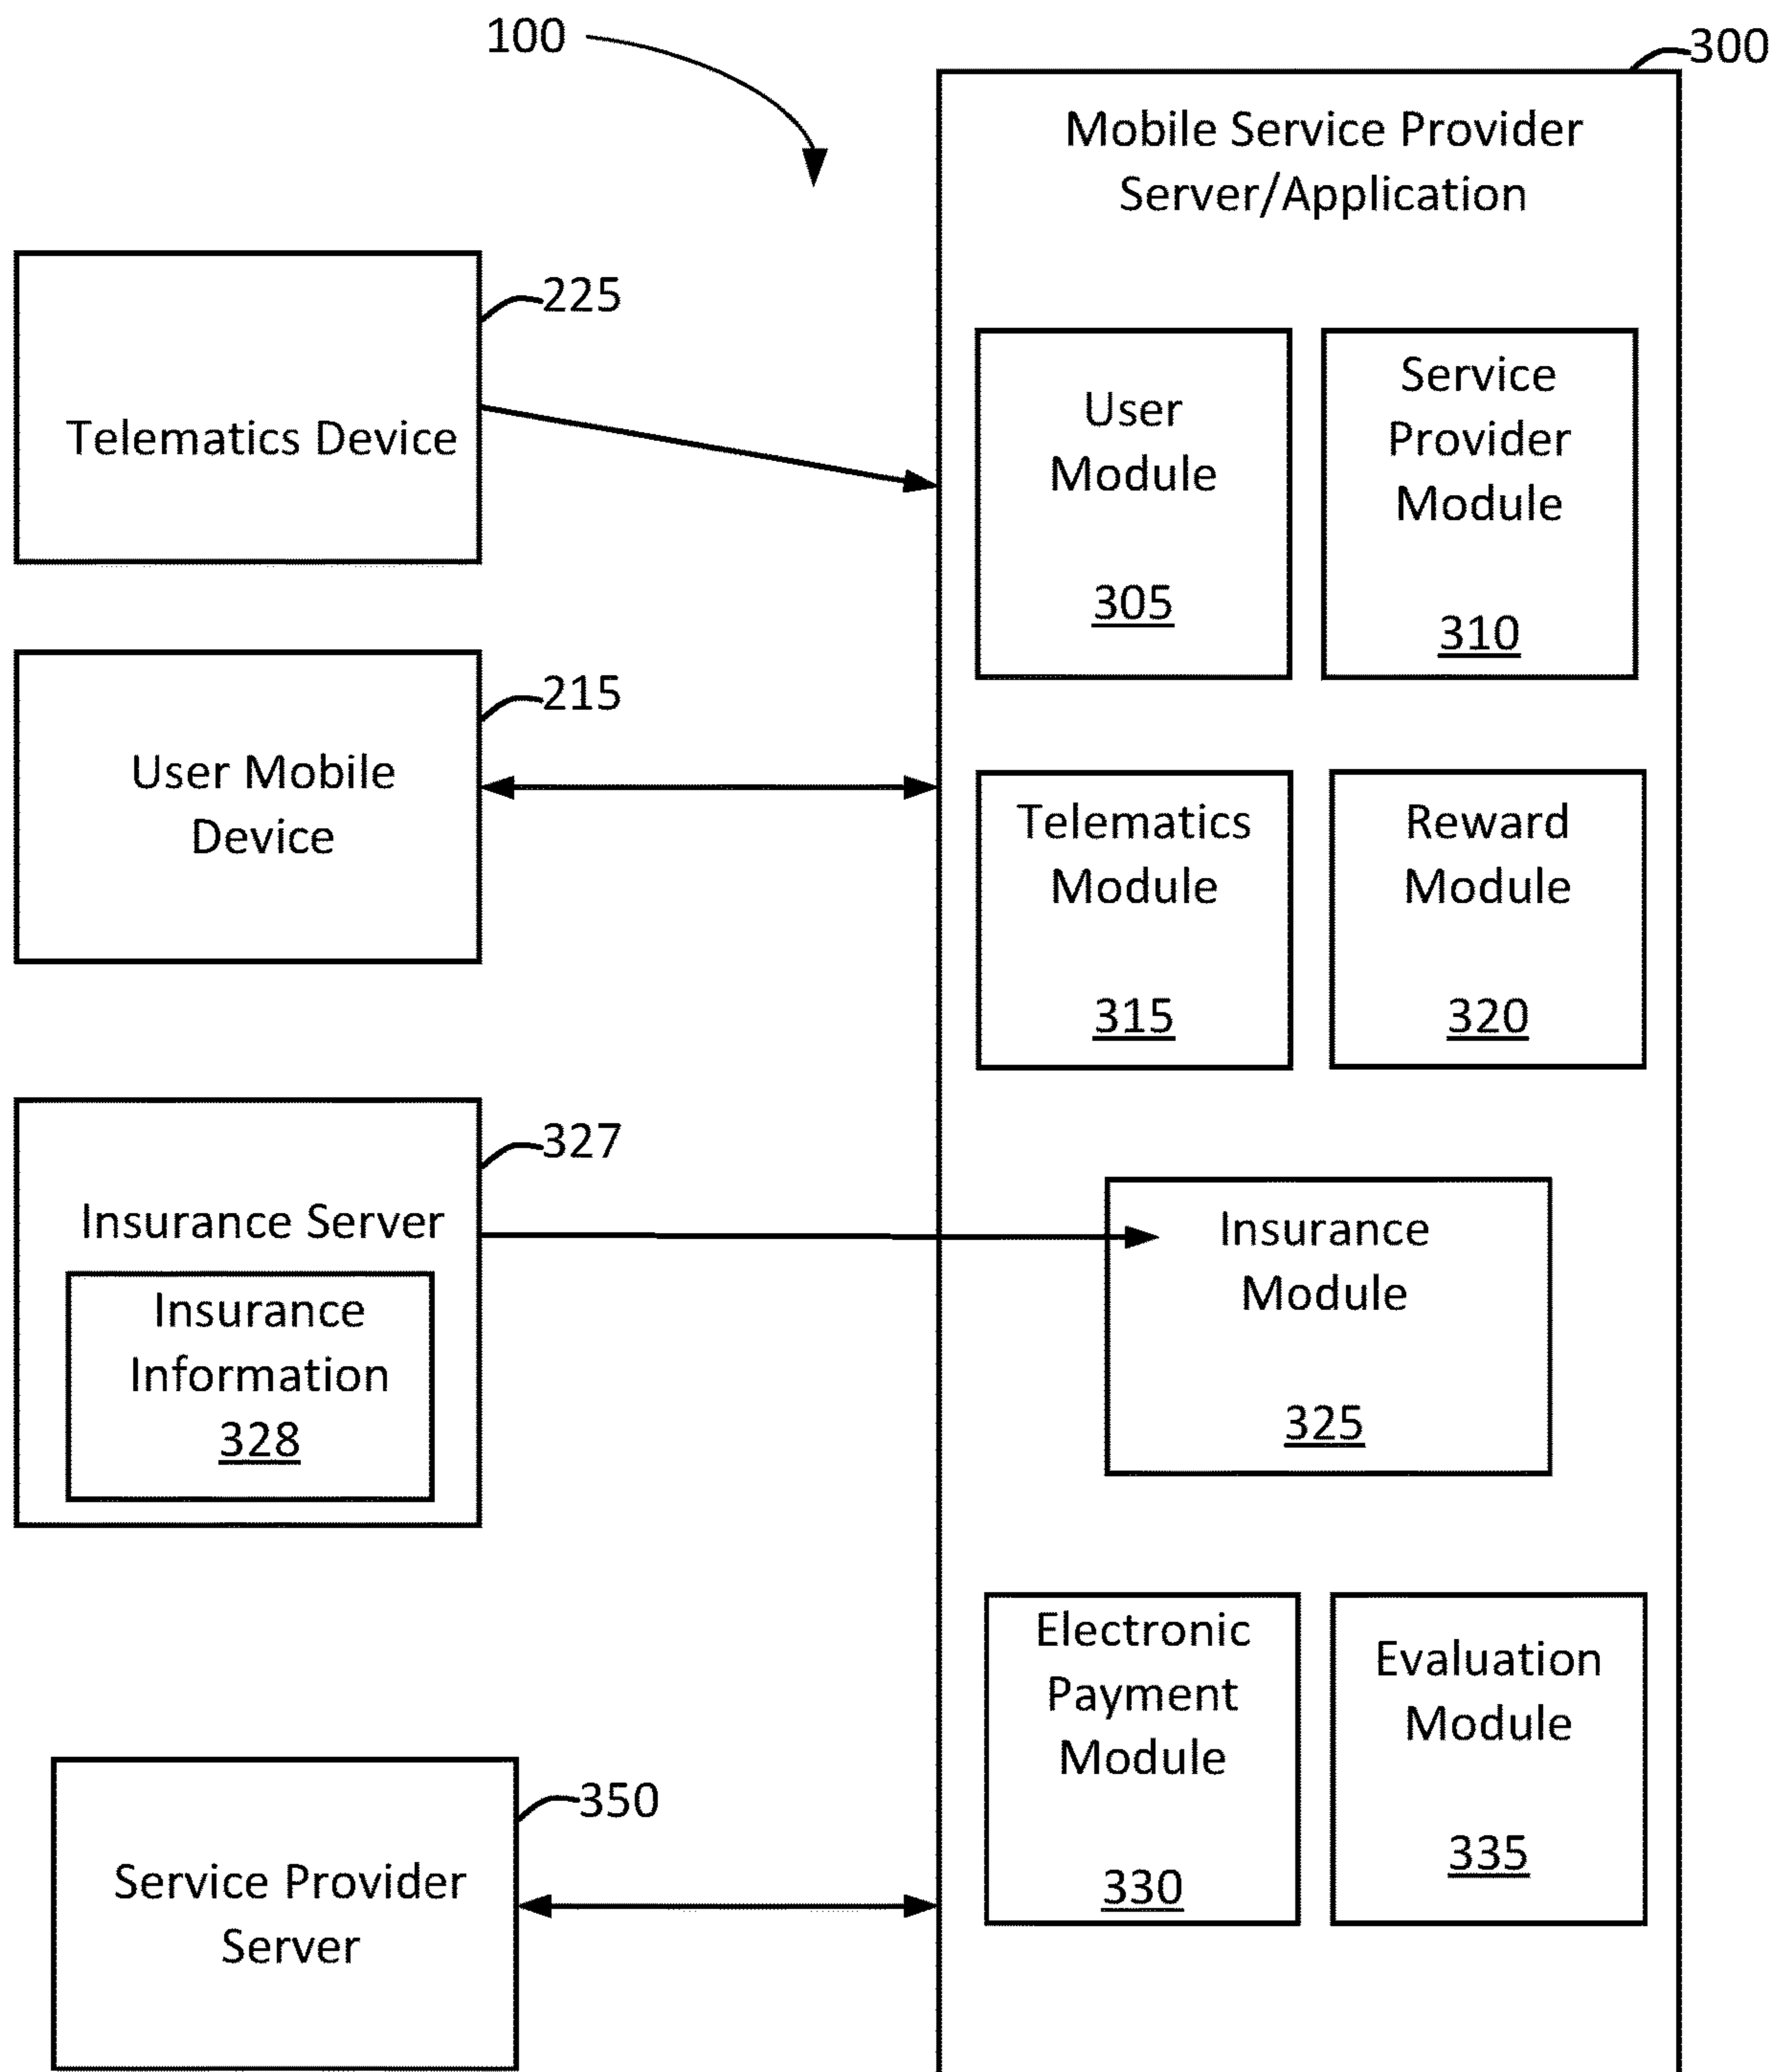 100
300
Mobile Service Provider
Server/Application
225
Telematics Device
User
Module
305
Service
Provider
Module
310
215
User Mobile
Device
Telematics
Module
315
Reward
Module
320
327
Insurance Server
Insurance
Information
328
Insurance
Module
325
Electronic
Payment
Module
330
Evaluation
Module
335
350
Service Provider
Server